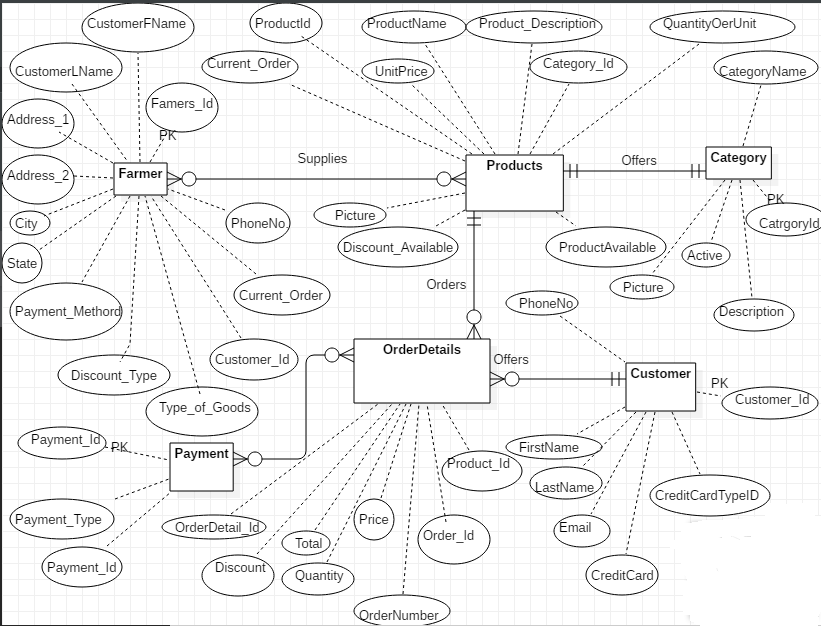 CustomerFName
ProductId
ProductName
Product_Description
QuantityOerUnit
CustomerLName
Current_Order
UnitPrice
Category_Id
CategoryName
Address_1
Famers_Id
PK
Farmer
Supplies
Products
Offers
Category
Address_2
PK
City
PhoneNo.
Picture
CatrgoryId
State
Discount_Available
ProductAvailable
Active
Payment_Methord
Current_Order
Orders
PhoneNo
Picture
Description
Discount_Type
Customer_Id
OrderDetails
Offers
Customer
PK
Type_of_Goods
Customer_Id
Payment_Id
PK
Payment
FirstName
Product_Id
LastName
CreditCardTypeID
Payment_Type
OrderDetail_Id
Price
Email
Total
Order_Id
Payment_Id
Discount
Quantity
CreditCard
OrderNumber